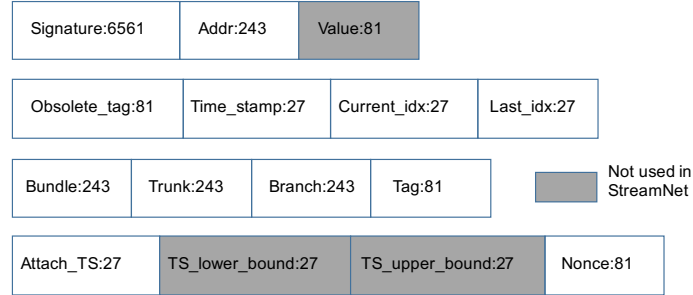 Signature:6561 Addr:243 Value:81
Obsolete_tag:81 Time_stamp:27 Current_idx:27 Last_idx:27
Bundle:243 Trunk:243 Branch:243 Tag:81
Not used in
StreamNet
Attach_TS:27 TS_lower_bound:27 TS_upper_bound:27 Nonce:81